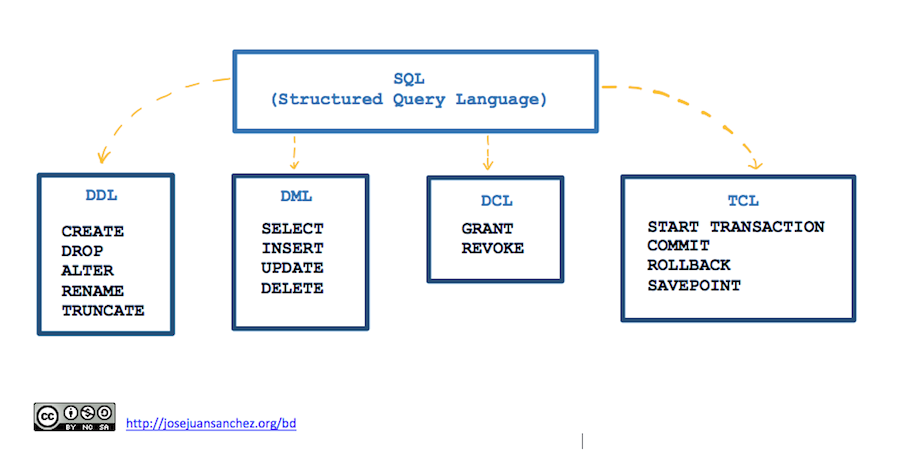 SQL
(Structured Query Language)
DDL
CREATE
DROP
ALTER
RENAME
TRUNCATE
DML
SELECT
INSERT
UPDATE
DELETE
DCL
GRANT
REVOKE
TCL
START TRANSACTION
COMMIT
ROLLBACK
SAVEPOINT
cc
BY NC SA
http://josejuansanchez.org/bd